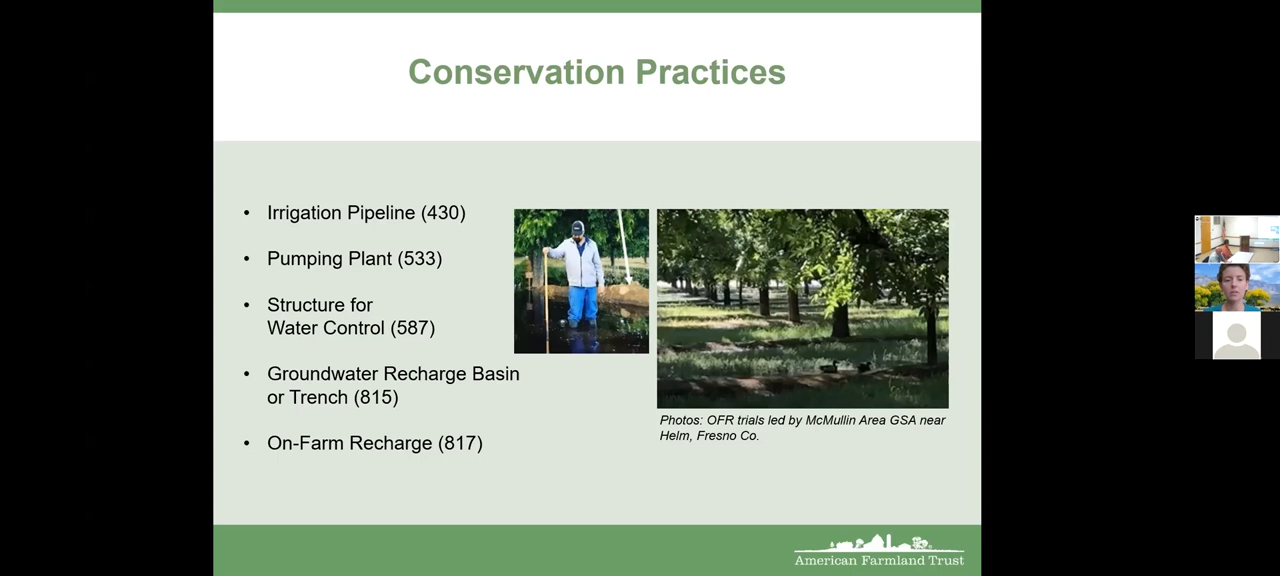 Conservation Practices
• Irrigation Pipeline (430)
• Pumping Plant (533)
• Structure for
Water Control (587)
• Groundwater Recharge Basin
or Trench (815)
• On-Farm Recharge (817)
Photos: OFR trials led by McMullin Area GSA near
Helm, Fresno Co.
American Farmland Trust